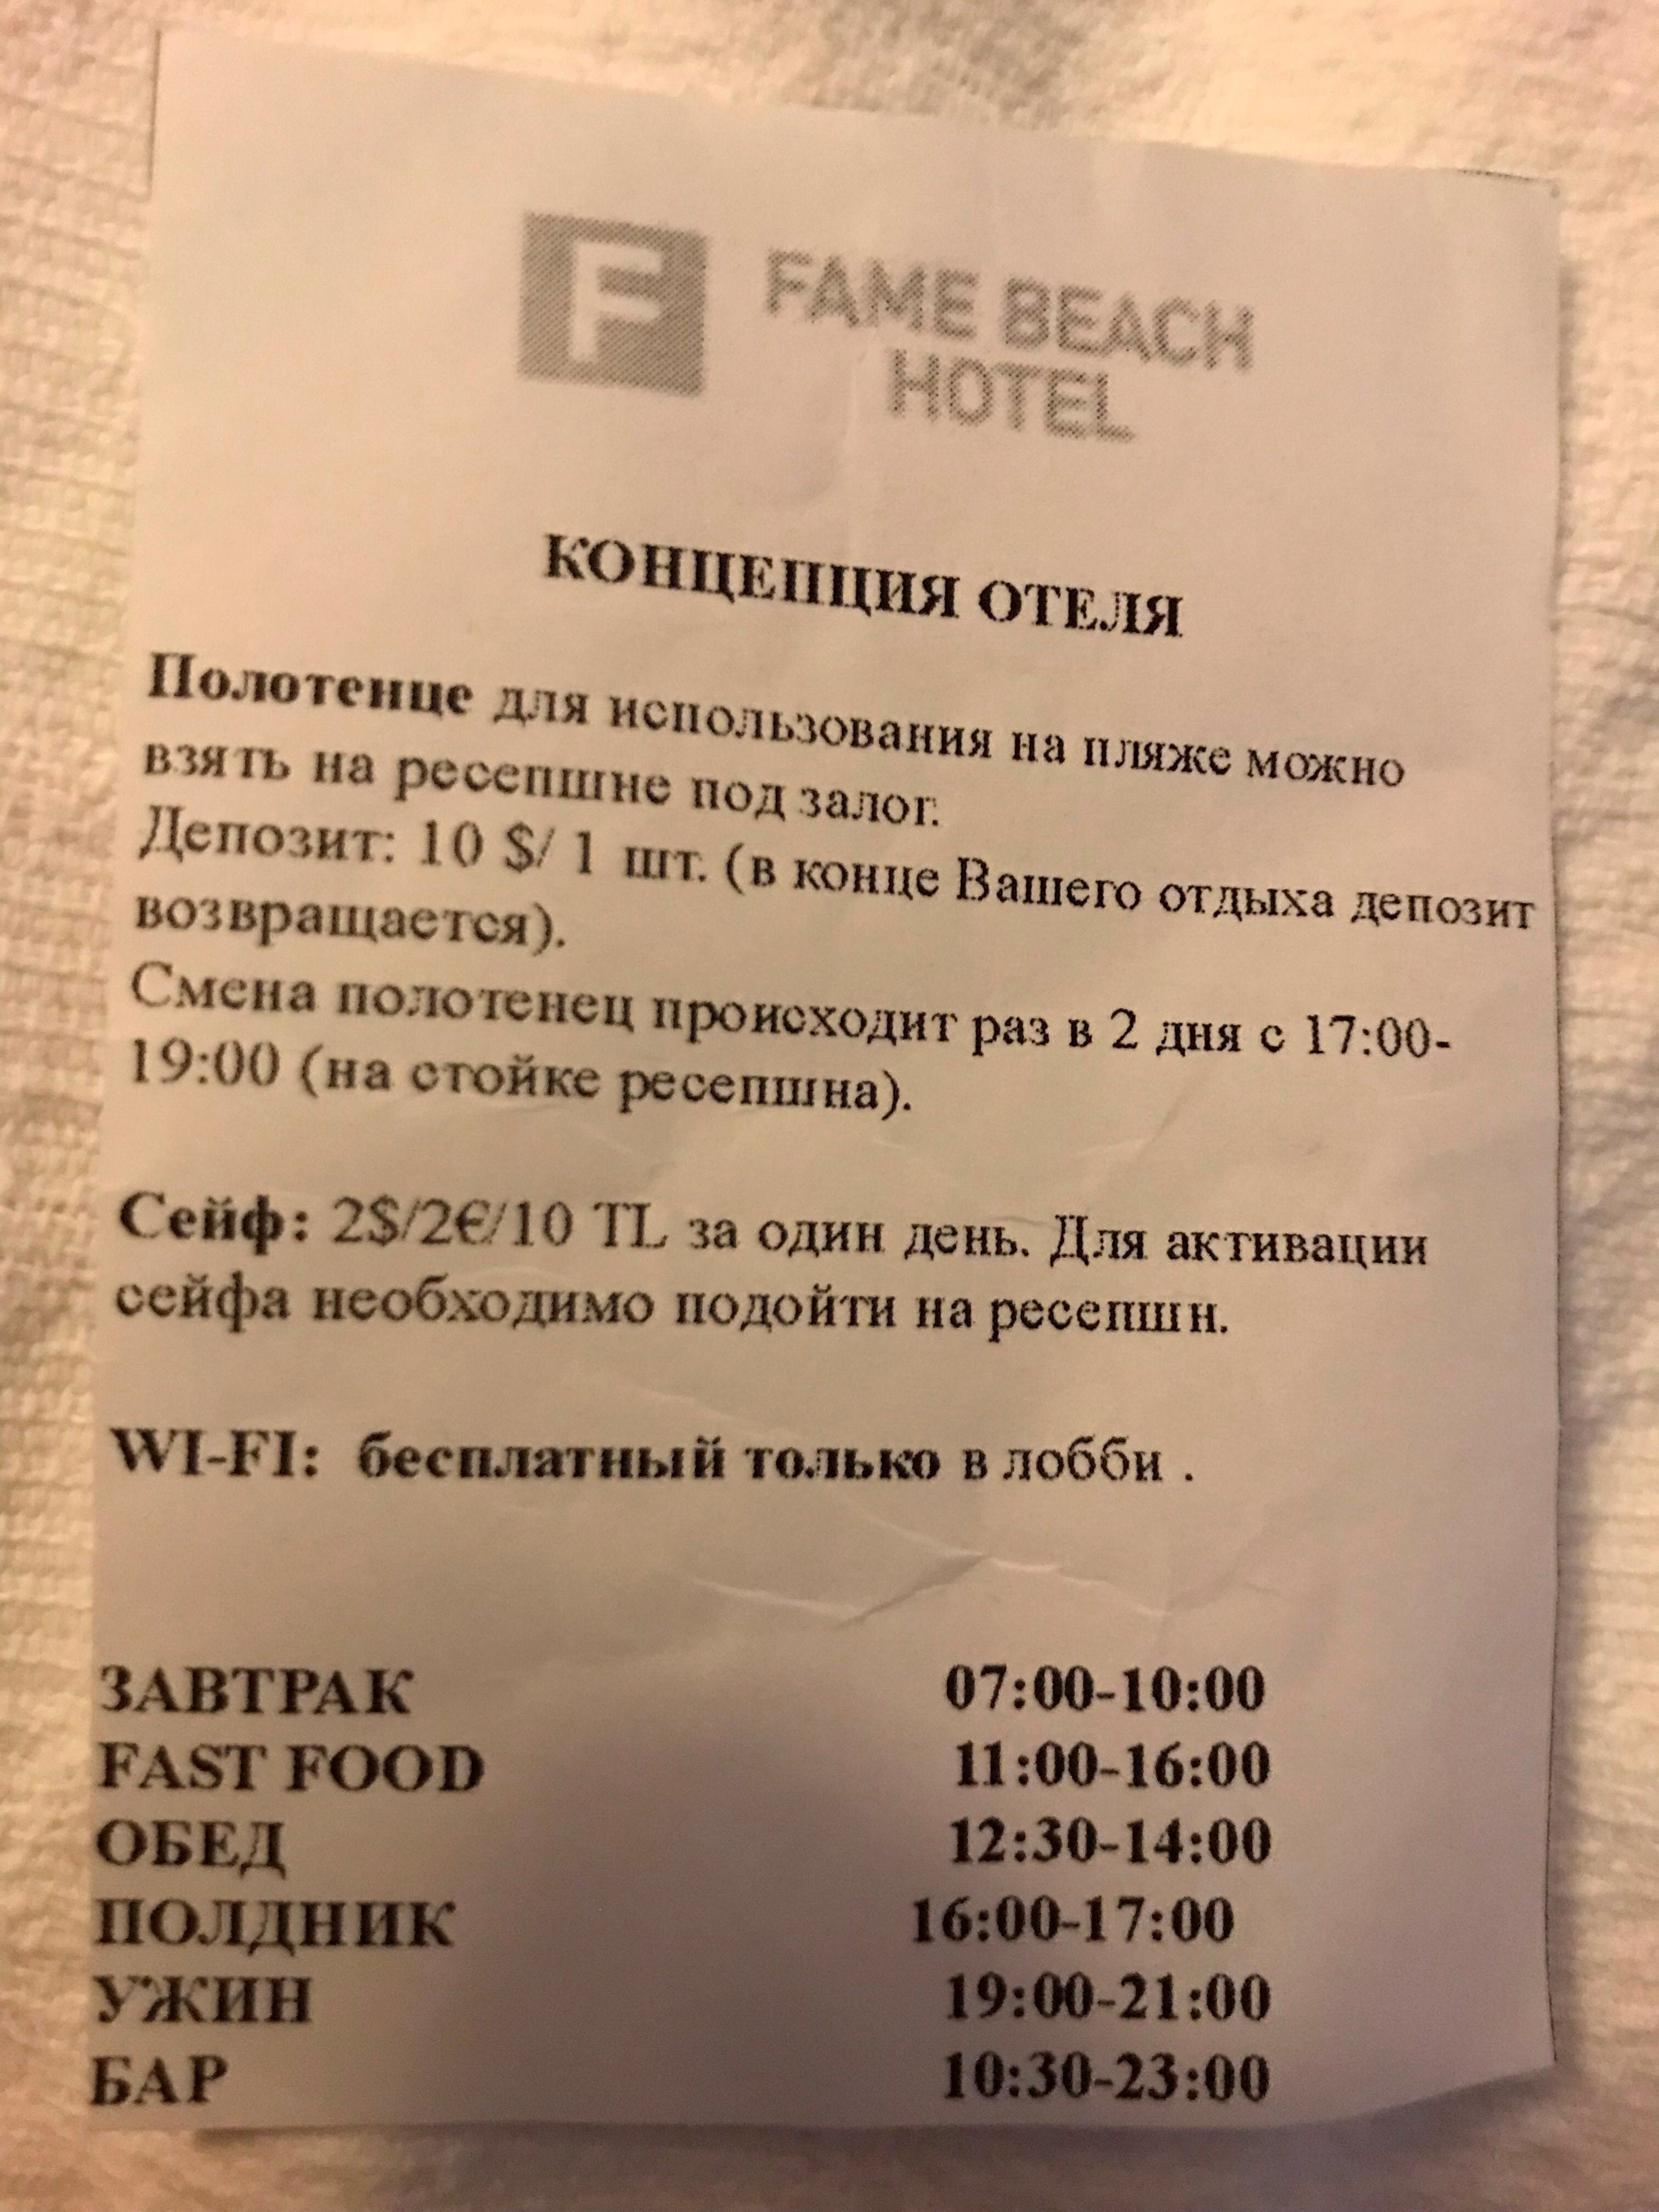 F
FAME BEACH
HOTEL
КОНЦЕПЦИЯ ОТЕЛЯ
Полотенце для использования на пляже можно
взять на ресепшне под залог.
Депозит: 10 $/ 1 шт. (в конце Вашего отдыха депозит
возвращается).
Смена полотенец происходит раз в 2 дня с 17:00-
19:00 (на стойке ресепшна).
Сейф: 2$/2€/10 TL за один день. Для активации
сейфа необходимо подойти на ресепшн.
WI-FI: бесплатный только в лобби .
ЗАВТРАК 07:00-10:00
FAST FOOD 11:00-16:00
ОБЕД 12:30-14:00
ПОЛДНИК 16:00-17:00
УЖИН 19:00-21:00
БАР 10:30-23:00